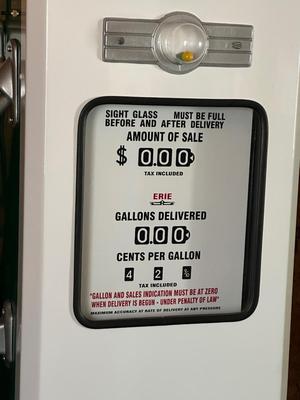 SIGHT GLASS MUST BE FULL
BEFORE AND AFTER DELIVERY
AMOUNT OF SALE
$ 0.00
TAX INCLUDED
ERIE
GALLONS DELIVERED
0.00
CENTS PER GALLON
4 2
TAX INCLUDED
"GALLON AND SALES INDICATION MUST BE AT ZERO
WHEN DELIVERY IS BEGUN - UNDER PENALTY OF LAW"
MAXIMUM ACCURACY AT RATE OF DELIVERY AT ANY PRESSURE